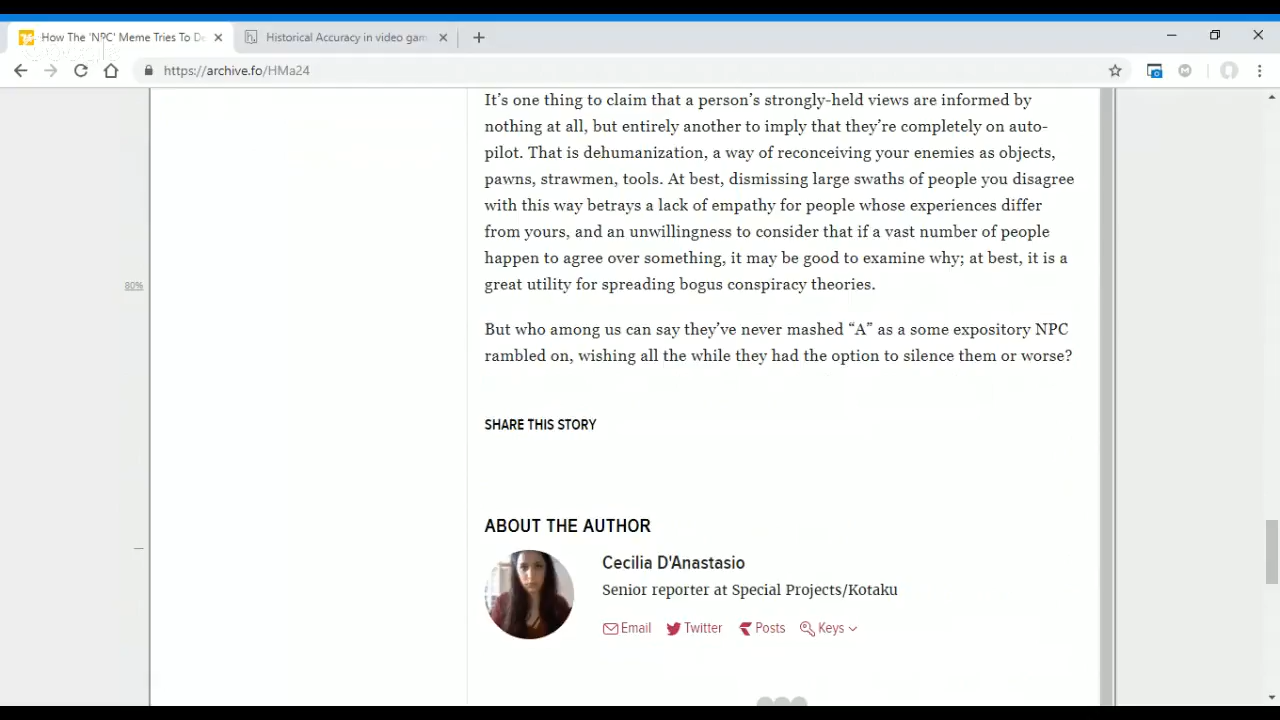 How The 'NPC' Meme Tries To De
Historical Accuracy in video gam
https://archive.fo/HMa24
It's one thing to claim that a person's strongly-held views are informed by
nothing at all, but entirely another to imply that they're completely on auto-
pilot. That is dehumanization, a way of reconceiving your enemies as objects,
pawns, strawmen, tools. At best, dismissing large swaths of people you disagree
with this way betrays a lack of empathy for people whose experiences differ
from yours, and an unwillingness to consider that if a vast number of people
happen to agree over something, it may be good to examine why; at best, it is a
80%
great utility for spreading bogus conspiracy theories.
But who among us can say they've never mashed “A” as a some expository NPC
rambled on, wishing all the while they had the option to silence them or worse?
SHARE THIS STORY
ABOUT THE AUTHOR
Cecilia D'Anastasio
Senior reporter at Special Projects/Kotaku
Email Twitter Posts Keys